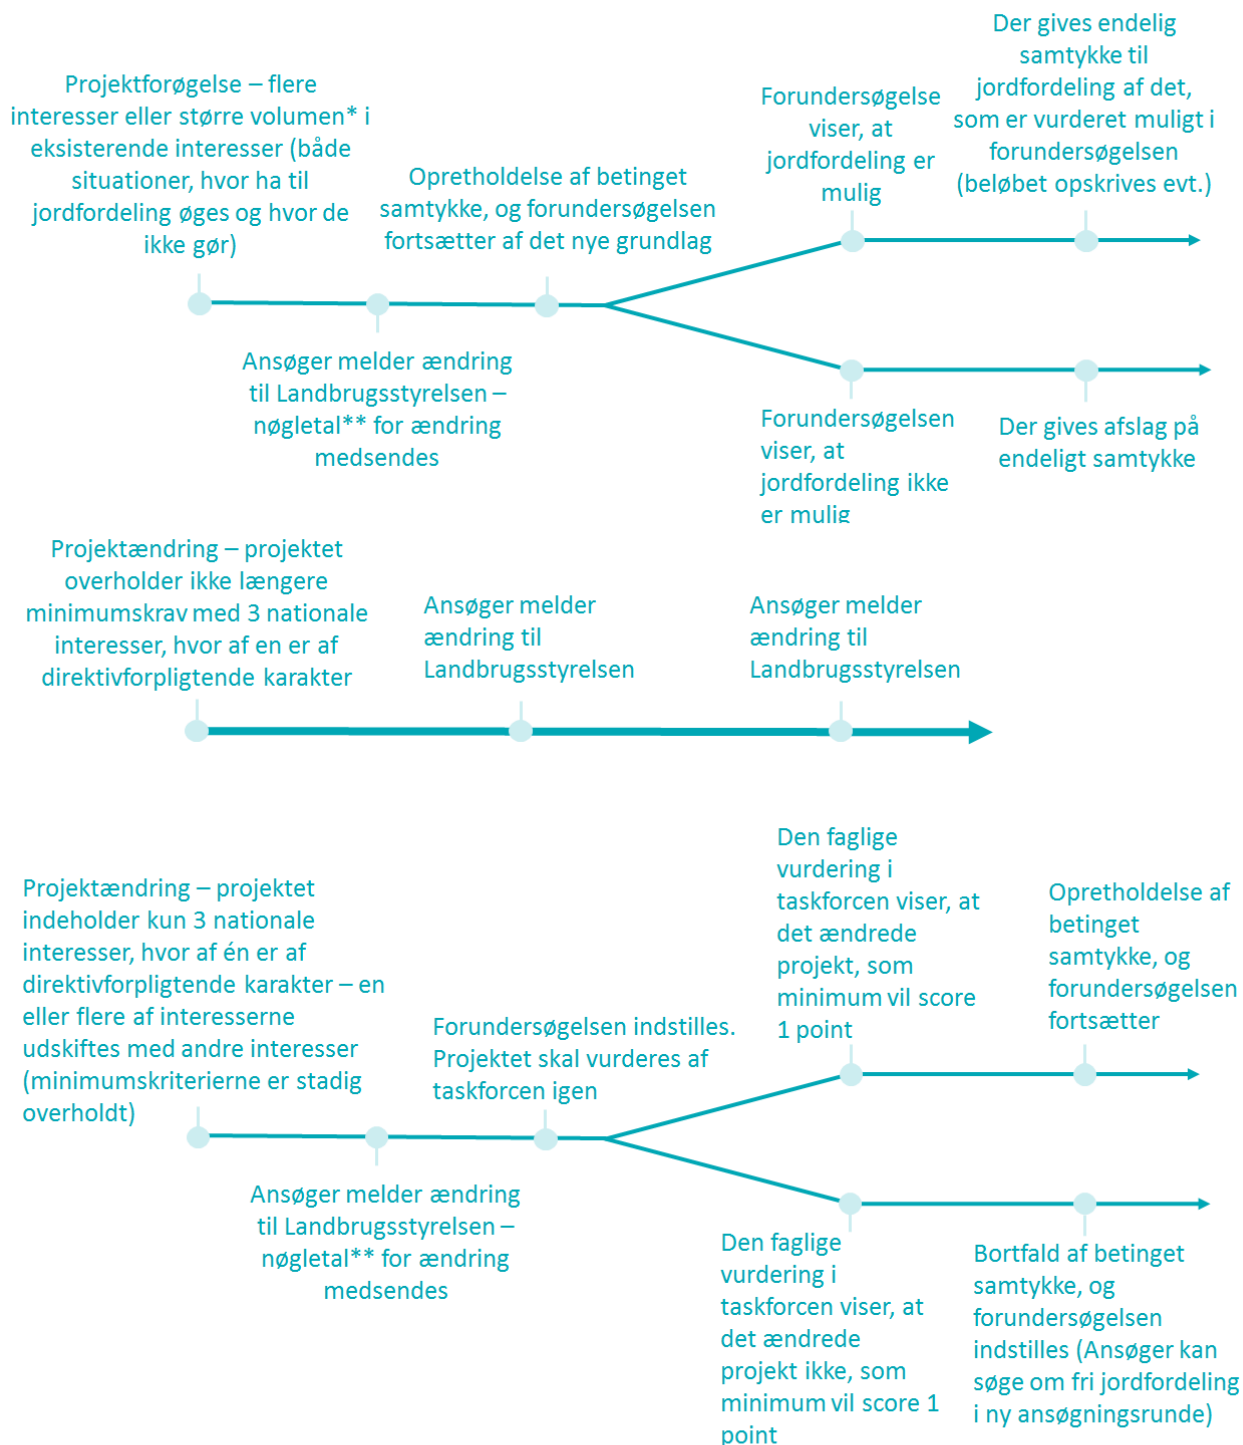 Projektforøgelse – flere
interesser eller større volumen* i
eksisterende interesser (både
situationer, hvor ha til
jordfordeling øges og hvor de
ikke gør)
Ansøger melder ændring
til Landbrugsstyrelsen –
nøgletal** for ændring
medsendes
Opretholdelse af betinget
samtykke, og forundersøgelsen
fortsætter af det nye grundlag
Forundersøgelse
viser, at
jordfordeling er
mulig
Der gives endelig
samtykke til
jordfordeling af det,
som er vurderet muligt i
forundersøgelsen
(beløbet opskrives evt.)
Forundersøgelsen
viser, at
jordfordeling ikke
er mulig
Der gives afslag på
endeligt samtykke
Projektændring – projektet
overholder ikke længere
minimumskrav med 3 nationale
interesser, hvor af en er af
direktivforpligtende karakter
Ansøger melder
ændring til
Landbrugsstyrelsen
Ansøger melder
ændring til
Landbrugsstyrelsen
Projektændring – projektet
indeholder kun 3 nationale
interesser, hvor af én er af
direktivforpligtende karakter – en
eller flere af interesserne
udskiftes med andre interesser
(minimumskriterierne er stadig
overholdt)
Ansøger melder ændring
til Landbrugsstyrelsen –
nøgletal** for ændring
medsendes
Forundersøgelsen indstilles.
Projektet skal vurderes af
taskforcen igen
Den faglige
vurdering i
taskforcen viser, at
det ændrede
projekt, som
minimum vil score
1 point
Opretholdelse af
betinget
samtykke, og
forundersøgelsen
fortsætter
Den faglige
vurdering i
taskforcen viser, at
det ændrede
projekt ikke, som
minimum vil score 1
point
Bortfald af betinget
samtykke, og
forundersøgelsen
indstilles (Ansøger kan
søge om fri jordfordeling
i ny ansøgningsrunde)